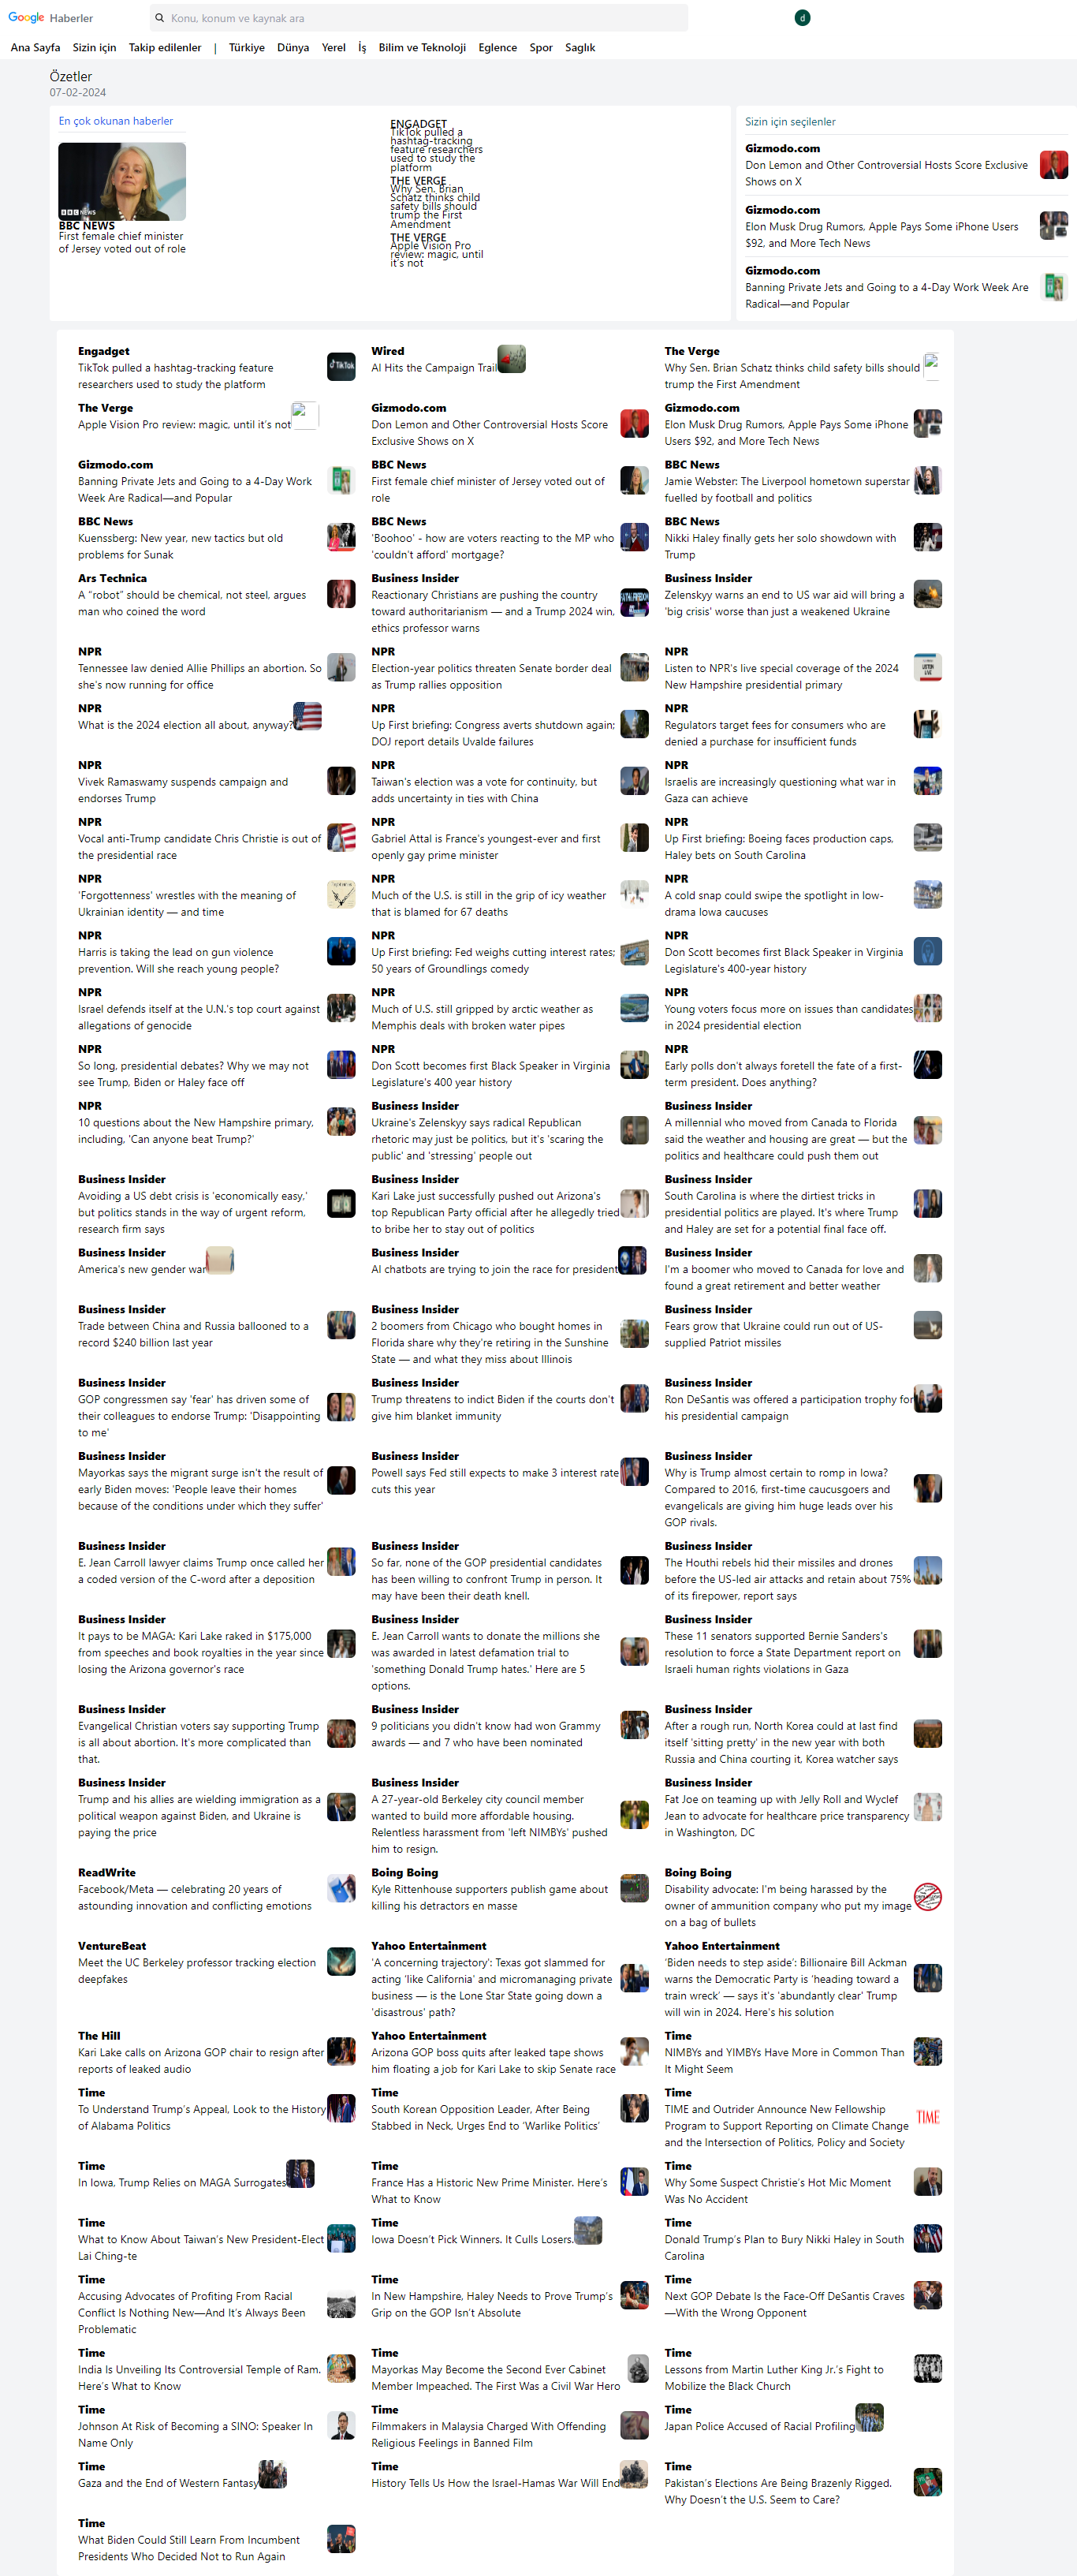 Google Haberler
Konu, konum ve kaynak ara
d
Ana Sayfa Sizin için Takip edilenler | Türkiye Dünya Yerel İş Bilim ve Teknoloji Eglence Spor Saglık
Özetler
07-02-2024
En çok okunan haberler
BBC NEWS
BBC NEWS
First female chief minister
of Jersey voted out of role
ENGADGET
TikTok pulled a
hashtag-tracking
feature researchers
used to study the
platform
THE VERGE
Why Sen. Brian
Schatz thinks child
safety bills should
trump the First
Amendment
THE VERGE
Apple Vision Pro
review: magic, until
it's not
Sizin için seçilenler
Gizmodo.com
Don Lemon and Other Controversial Hosts Score Exclusive
Shows on X
Gizmodo.com
Elon Musk Drug Rumors, Apple Pays Some iPhone Users
$92, and More Tech News
Gizmodo.com
Banning Private Jets and Going to a 4-Day Work Week Are
Radical—and Popular
Engadget
TikTok pulled a hashtag-tracking feature
researchers used to study the platform
TikTok
Wired
AI Hits the Campaign Trail
The Verge
Why Sen. Brian Schatz thinks child safety bills should
trump the First Amendment
The Verge
Apple Vision Pro review: magic, until it's not
Gizmodo.com
Don Lemon and Other Controversial Hosts Score
Exclusive Shows on X
Gizmodo.com
Elon Musk Drug Rumors, Apple Pays Some iPhone
Users $92, and More Tech News
Gizmodo.com
Banning Private Jets and Going to a 4-Day Work
Week Are Radical—and Popular
BBC News
First female chief minister of Jersey voted out of
role
BBC News
Jamie Webster: The Liverpool hometown superstar
fuelled by football and politics
BBC News
Kuenssberg: New year, new tactics but old
problems for Sunak
BBC News
'Boohoo' - how are voters reacting to the MP who
'couldn't afford' mortgage?
BBC News
Nikki Haley finally gets her solo showdown with
Trump
Ars Technica
A “robot” should be chemical, not steel, argues
man who coined the word
Business Insider
Reactionary Christians are pushing the country
toward authoritarianism — and a Trump 2024 win,
ethics professor warns
Business Insider
Zelenskyy warns an end to US war aid will bring a
'big crisis' worse than just a weakened Ukraine
NPR
Tennessee law denied Allie Phillips an abortion. So
she's now running for office
NPR
Election-year politics threaten Senate border deal
as Trump rallies opposition
NPR
Listen to NPR's live special coverage of the 2024
New Hampshire presidential primary
NPR
What is the 2024 election all about, anyway?
NPR
Up First briefing: Congress averts shutdown again;
DOJ report details Uvalde failures
NPR
Regulators target fees for consumers who are
denied a purchase for insufficient funds
NPR
Vivek Ramaswamy suspends campaign and
endorses Trump
NPR
Taiwan's election was a vote for continuity, but
adds uncertainty in ties with China
NPR
Israelis are increasingly questioning what war in
Gaza can achieve
NPR
Vocal anti-Trump candidate Chris Christie is out of
the presidential race
NPR
Gabriel Attal is France's youngest-ever and first
openly gay prime minister
NPR
Up First briefing: Boeing faces production caps,
Haley bets on South Carolina
NPR
'Forgottenness' wrestles with the meaning of
Ukrainian identity — and time
NPR
Much of the U.S. is still in the grip of icy weather
that is blamed for 67 deaths
NPR
A cold snap could swipe the spotlight in low-
drama Iowa caucuses
NPR
Harris is taking the lead on gun violence
prevention. Will she reach young people?
NPR
Up First briefing: Fed weighs cutting interest rates;
50 years of Groundlings comedy
NPR
Don Scott becomes first Black Speaker in Virginia
Legislature's 400-year history
NPR
Israel defends itself at the U.N.'s top court against
allegations of genocide
NPR
Much of U.S. still gripped by arctic weather as
Memphis deals with broken water pipes
NPR
Young voters focus more on issues than candidates
in 2024 presidential election
NPR
So long, presidential debates? Why we may not
see Trump, Biden or Haley face off
NPR
Don Scott becomes first Black Speaker in Virginia
Legislature's 400 year history
NPR
Early polls don't always foretell the fate of a first-
term president. Does anything?
NPR
10 questions about the New Hampshire primary,
including, 'Can anyone beat Trump?'
Business Insider
Ukraine's Zelenskyy says radical Republican
rhetoric may just be politics, but it's 'scaring the
public' and 'stressing' people out
Business Insider
A millennial who moved from Canada to Florida
said the weather and housing are great — but the
politics and healthcare could push them out
Business Insider
Avoiding a US debt crisis is 'economically easy,'
but politics stands in the way of urgent reform,
research firm says
Business Insider
Kari Lake just successfully pushed out Arizona's
top Republican Party official after he allegedly tried
to bribe her to stay out of politics
Business Insider
South Carolina is where the dirtiest tricks in
presidential politics are played. It's where Trump
and Haley are set for a potential final face off.
Business Insider
America's new gender war
Business Insider
AI chatbots are trying to join the race for president
Business Insider
I'm a boomer who moved to Canada for love and
found a great retirement and better weather
Business Insider
Trade between China and Russia ballooned to a
record $240 billion last year
Business Insider
2 boomers from Chicago who bought homes in
Florida share why they're retiring in the Sunshine
State — and what they miss about Illinois
Business Insider
Fears grow that Ukraine could run out of US-
supplied Patriot missiles
Business Insider
GOP congressmen say 'fear' has driven some of
their colleagues to endorse Trump: 'Disappointing
to me'
Business Insider
Trump threatens to indict Biden if the courts don't
give him blanket immunity
Business Insider
Ron DeSantis was offered a participation trophy for
his presidential campaign
Business Insider
Mayorkas says the migrant surge isn't the result of
early Biden moves: 'People leave their homes
because of the conditions under which they suffer'
Business Insider
Powell says Fed still expects to make 3 interest rate
cuts this year
Business Insider
Why is Trump almost certain to romp in Iowa?
Compared to 2016, first-time caucusgoers and
evangelicals are giving him huge leads over his
GOP rivals.
Business Insider
E. Jean Carroll lawyer claims Trump once called her
a coded version of the C-word after a deposition
Business Insider
So far, none of the GOP presidential candidates
has been willing to confront Trump in person. It
may have been their death knell.
Business Insider
The Houthi rebels hid their missiles and drones
before the US-led air attacks and retain about 75%
of its firepower, report says
Business Insider
It pays to be MAGA: Kari Lake raked in $175,000
from speeches and book royalties in the year since
losing the Arizona governor's race
Business Insider
E. Jean Carroll wants to donate the millions she
was awarded in latest defamation trial to
'something Donald Trump hates.' Here are 5
options.
Business Insider
These 11 senators supported Bernie Sanders's
resolution to force a State Department report on
Israeli human rights violations in Gaza
Business Insider
Evangelical Christian voters say supporting Trump
is all about abortion. It's more complicated than
that.
Business Insider
9 politicians you didn't know had won Grammy
awards — and 7 who have been nominated
Business Insider
After a rough run, North Korea could at last find
itself 'sitting pretty' in the new year with both
Russia and China courting it, Korea watcher says
Business Insider
Trump and his allies are wielding immigration as a
political weapon against Biden, and Ukraine is
paying the price
Business Insider
A 27-year-old Berkeley city council member
wanted to build more affordable housing.
Relentless harassment from 'left NIMBYs' pushed
him to resign.
Business Insider
Fat Joe on teaming up with Jelly Roll and Wyclef
Jean to advocate for healthcare price transparency
in Washington, DC
ReadWrite
Facebook/Meta — celebrating 20 years of
astounding innovation and conflicting emotions
Boing Boing
Kyle Rittenhouse supporters publish game about
killing his detractors en masse
Boing Boing
Disability advocate: I'm being harassed by the
owner of ammunition company who put my image
on a bag of bullets
VentureBeat
Meet the UC Berkeley professor tracking election
deepfakes
Yahoo Entertainment
'A concerning trajectory': Texas got slammed for
acting 'like California' and micromanaging private
business — is the Lone Star State going down a
'disastrous' path?
Yahoo Entertainment
'Biden needs to step aside': Billionaire Bill Ackman
warns the Democratic Party is 'heading toward a
train wreck' — says it's 'abundantly clear' Trump
will win in 2024. Here's his solution
The Hill
Kari Lake calls on Arizona GOP chair to resign after
reports of leaked audio
Yahoo Entertainment
Arizona GOP boss quits after leaked tape shows
him floating a job for Kari Lake to skip Senate race
Time
NIMBYs and YIMBYs Have More in Common Than
It Might Seem
Time
To Understand Trump's Appeal, Look to the History
of Alabama Politics
Time
South Korean Opposition Leader, After Being
Stabbed in Neck, Urges End to 'Warlike Politics'
Time
TIME and Outrider Announce New Fellowship
Program to Support Reporting on Climate Change
and the Intersection of Politics, Policy and Society
TIME
Time
In Iowa, Trump Relies on MAGA Surrogates
Time
France Has a Historic New Prime Minister. Here's
What to Know
Time
Why Some Suspect Christie's Hot Mic Moment
Was No Accident
Time
What to Know About Taiwan's New President-Elect
Lai Ching-te
Time
Iowa Doesn't Pick Winners. It Culls Losers.
Time
Donald Trump's Plan to Bury Nikki Haley in South
Carolina
Time
Accusing Advocates of Profiting From Racial
Conflict Is Nothing New—And It's Always Been
Problematic
Time
In New Hampshire, Haley Needs to Prove Trump's
Grip on the GOP Isn't Absolute
Time
Next GOP Debate Is the Face-Off DeSantis Craves
—With the Wrong Opponent
Time
India Is Unveiling Its Controversial Temple of Ram.
Here's What to Know
Time
Mayorkas May Become the Second Ever Cabinet
Member Impeached. The First Was a Civil War Hero
Time
Lessons from Martin Luther King Jr.'s Fight to
Mobilize the Black Church
Time
Johnson At Risk of Becoming a SINO: Speaker In
Name Only
Time
Filmmakers in Malaysia Charged With Offending
Religious Feelings in Banned Film
Time
Japan Police Accused of Racial Profiling
Time
Gaza and the End of Western Fantasy
Time
History Tells Us How the Israel-Hamas War Will End
Time
Pakistan's Elections Are Being Brazenly Rigged.
Why Doesn't the U.S. Seem to Care?
Time
What Biden Could Still Learn From Incumbent
Presidents Who Decided Not to Run Again